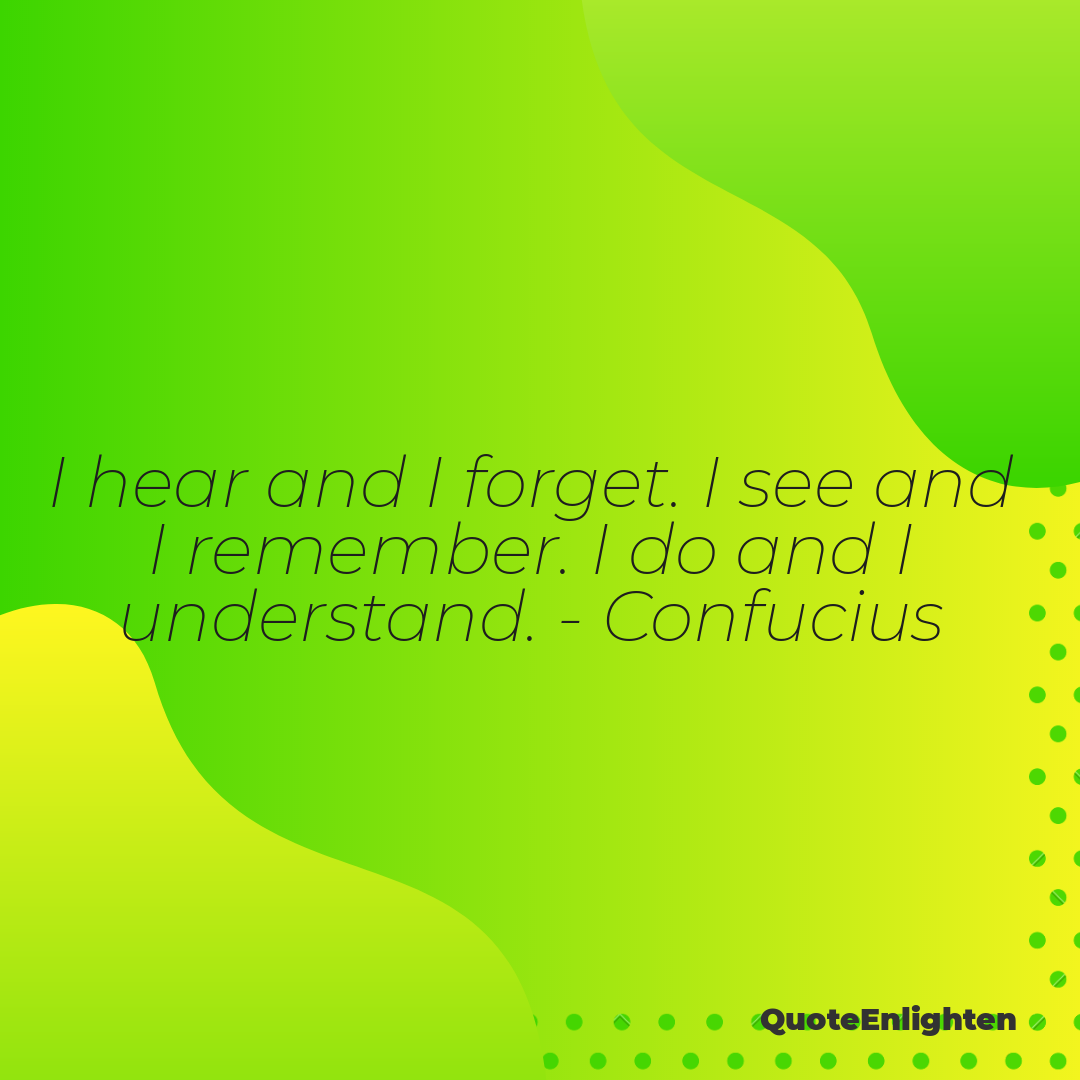 I hear and I forget. I see and
I remember. I do and I
understand. - Confucius
QuoteEnlighten